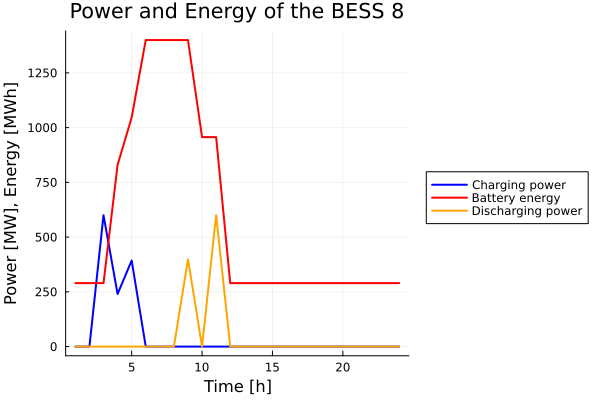 Power and Energy of the BESS 8
Power [MW], Energy [MWh]
1250
1000
750
500
250
0
5
10
15
20
Time [h]
Charging power
Battery energy
Discharging power